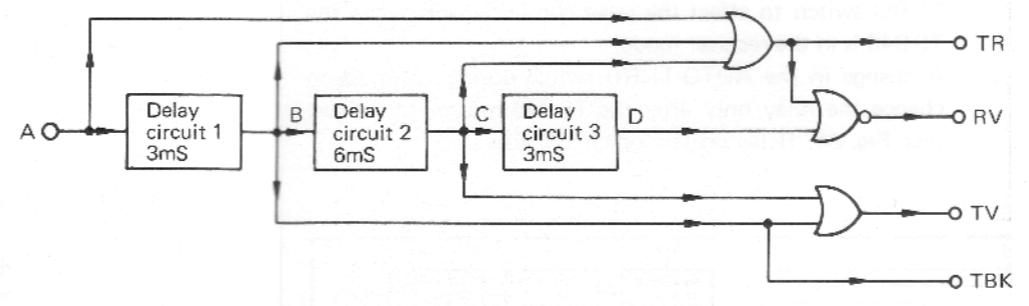 A
Delay
circuit 1
3mS
B
Delay
circuit 2
6mS
C
Delay
circuit 3
3mS
D
TR
RV
TV
TBK